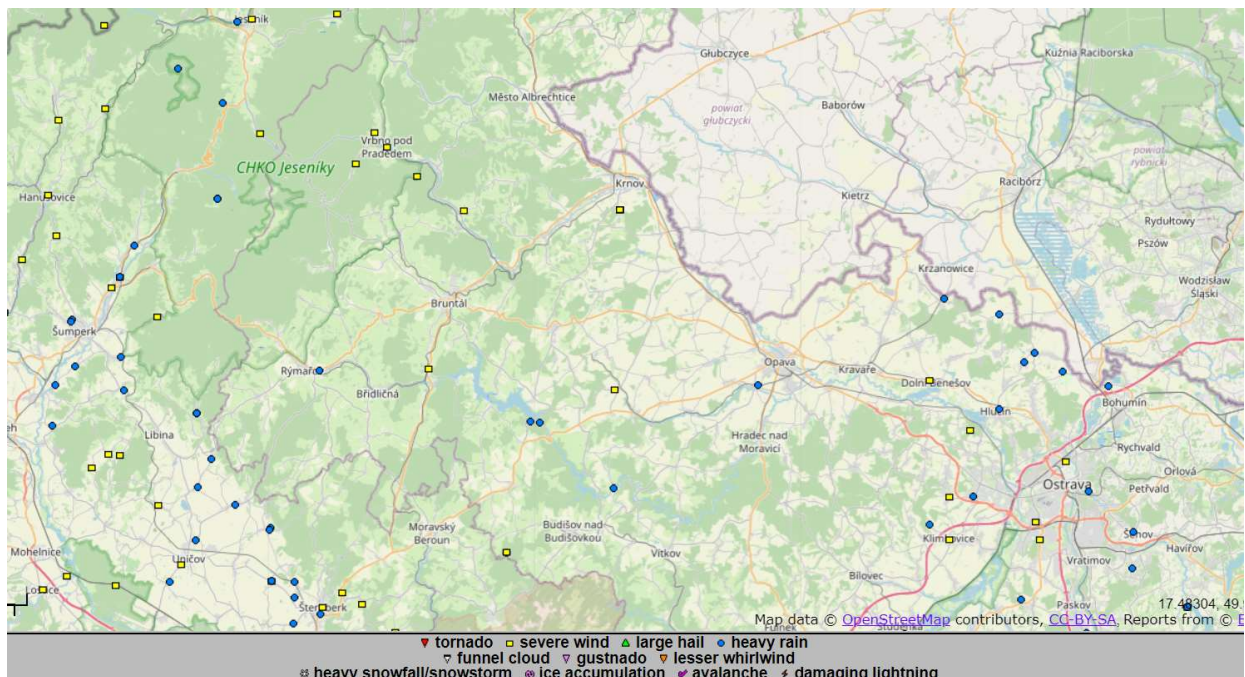 Głubczyce
Kuźnia Raciborska
Město Albrechtice
powiat
głubczycki
Baborów
powiat
rybnicki
Vrbno pod
Pradědem
CHKO Jeseníky
Krnov
Racibórz
Kietrz
Rydułtowy
Pszów
Krzanowice
Wodzisław
Śląski
Bruntál
Šumperk
Opava
Kravaře
Rýmařov
Břidličná
Dolní Benešov
Bohumín
Hlučín
Libina
Hradec nad
Moravicí
Rychvald
Orlová
Ostrava
Petřvald
Moravský
Beroun
Budišov nad
Budišovkou
Vítkov
Klimkovice
Šenov
Havířov
Mohelnice
Uničov
Vratimov
Bílovec
Paskov
Šternberk
17.48304, 49.
Map data © OpenStreetMap contributors, CC-BY-SA, Reports from © E
tornado severe wind large hail heavy rain
funnel cloud gustnado lesser whirlwind
heavy snowfall/snowstorm ice accumulation avalanche damaging lightning